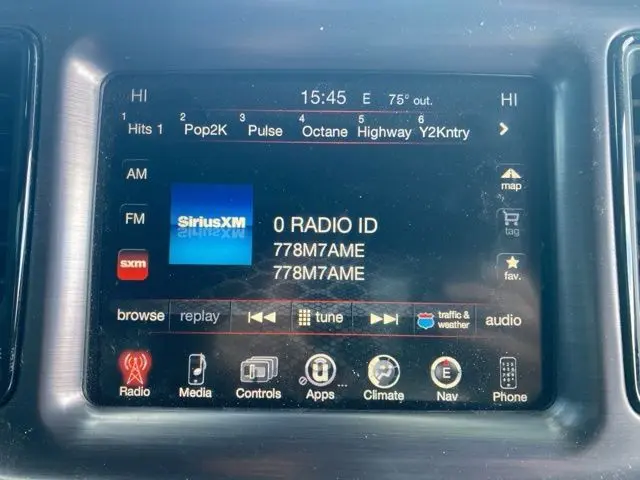 HI 15:45 E 75° out. HI
1 Hits 1 2 Pop2K 3 Pulse 4 Octane 5 Highway 6 Y2Kntry
AM
map
SiriusXM
FM
0 RADIO ID
tag
778M7AME
sxm
778M7AME
fav.
browse replay tune traffic & weather audio
E
Radio Media Controls Apps ... Climate Nav Phone